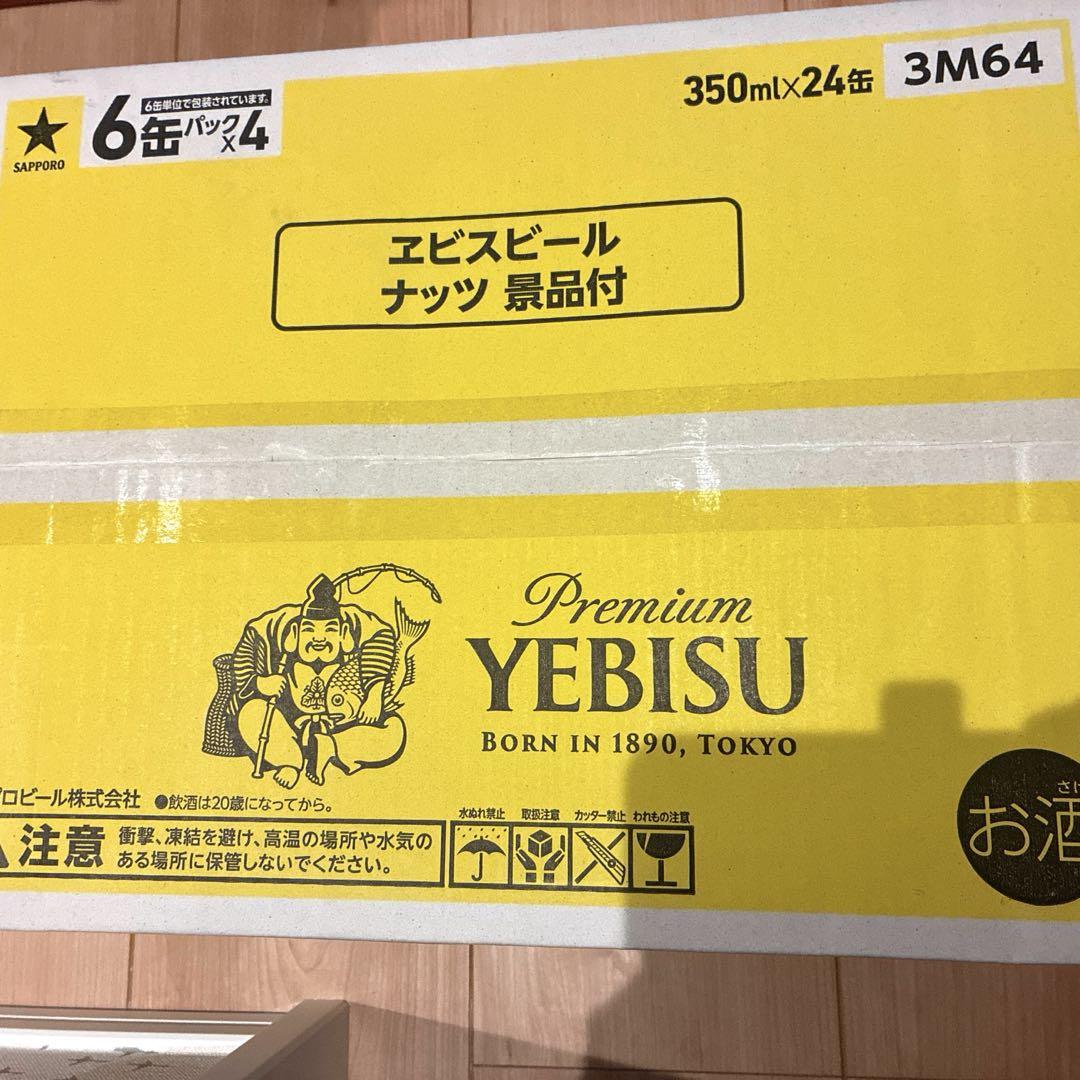 SAPPORO
6缶単位で包装されています。
6缶パック×4
350ml×24缶
3M64
ヱビスビール
ナッツ 景品付
Premium
YEBISU
BORN IN 1890, TOKYO
プロビール株式会社 ●飲酒は20歳になってから。
注意
衝撃、凍結を避け、高温の場所や水気の
ある場所に保管しないでください。
水ぬれ禁止 取扱注意 カッター禁止 われもの注意
さけ
お酒